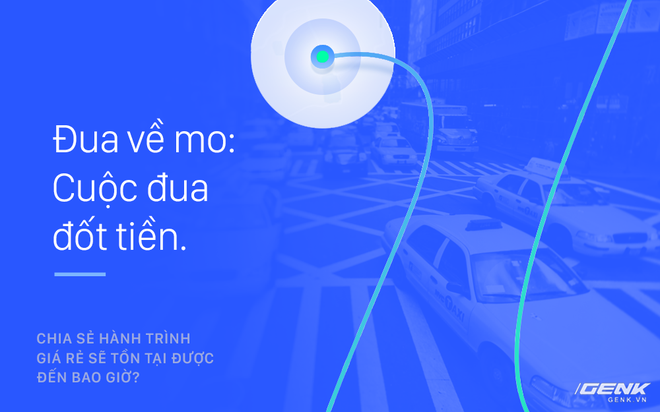 Đua về mo:
Cuộc đua
đốt tiền.
CHIA SẺ HÀNH TRÌNH
GIÁ RẺ SẼ TỒN TẠI ĐƯỢC
ĐẾN BAO GIỜ?
GENK
GENK.VN